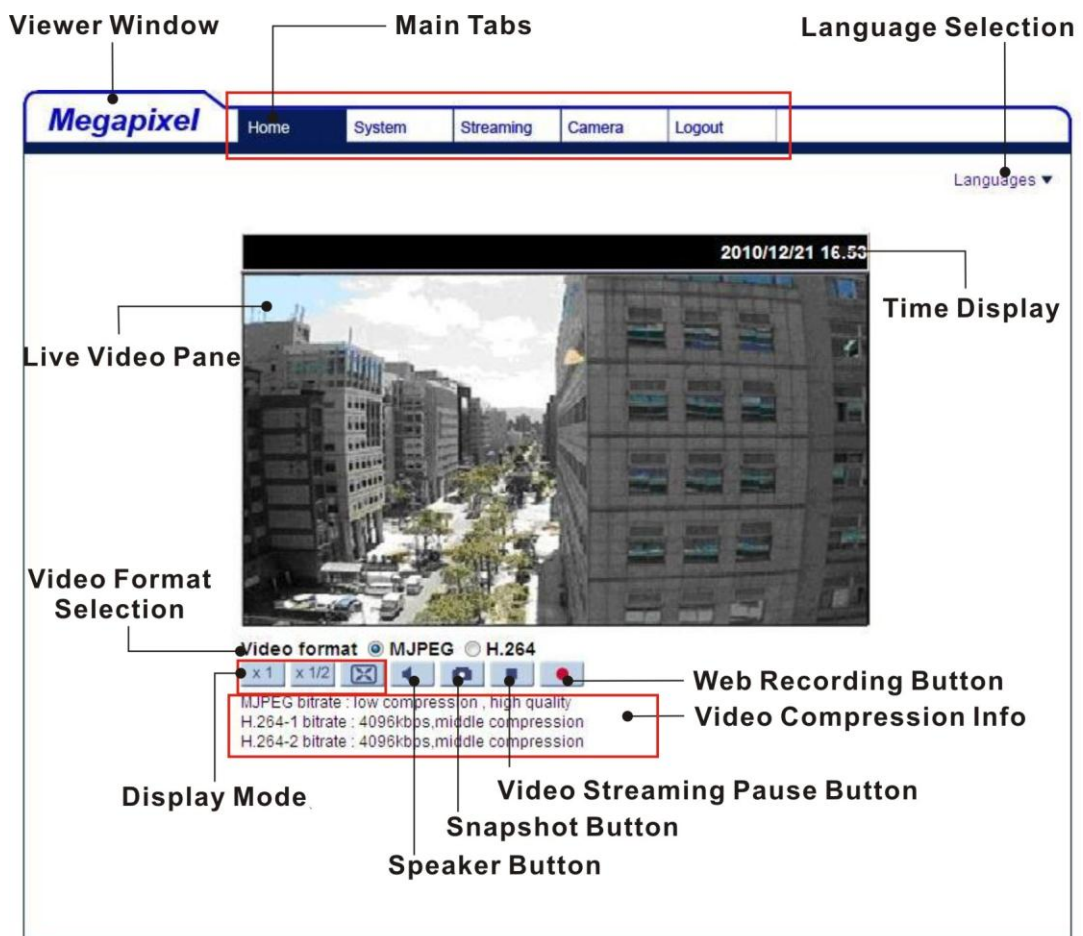 Viewer Window
Main Tabs
Language Selection
Megapixel
Home
System
Streaming
Camera
Logout
Languages
2010/12/21 16:53
Time Display
Live Video Pane
Video Format
Selection
Video format MJPEG H.264
x 1
x 1/2
MJPEG bitrate : low compression , high quality
H.264-1 bitrate : 4096kbps,middle compression
H.264-2 bitrate : 4096kbps,middle compression
Web Recording Button
Video Compression Info
Display Mode
Video Streaming Pause Button
Snapshot Button
Speaker Button